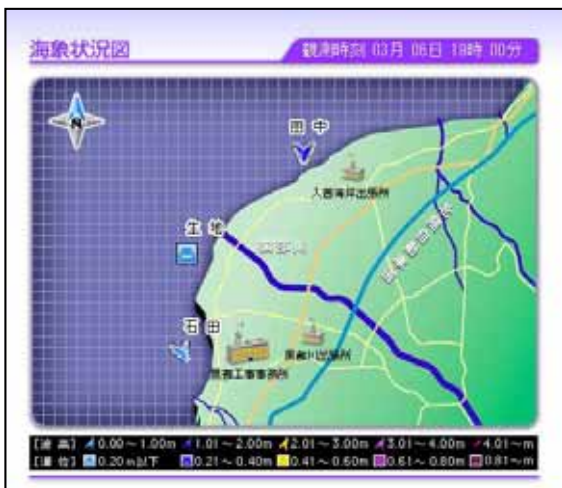 海象状況図
観測時刻 03月 06日 18時 00分
田 中
入善海岸出張所
生 地
黒部川
石 田
黒部川出張所
黒部工事事務所
[波 高] 0.00～1.00m 1.01～2.00m 2.01～3.00m 3.01～4.00m 4.01～m
[潮 位] 0.20m以下 0.21～0.40m 0.41～0.60m 0.61～0.80m 0.81～m